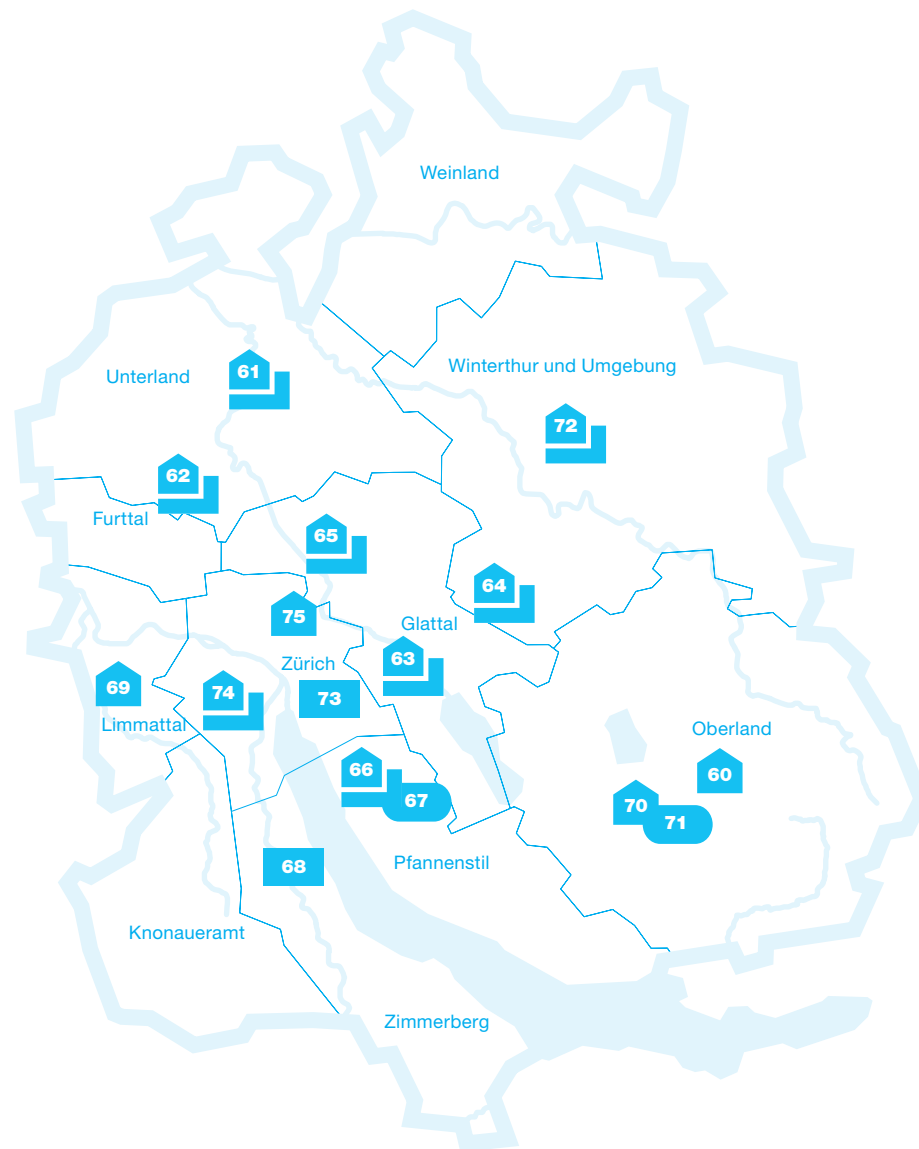 Weinland
Unterland
61
Winterthur und Umgebung
72
62
Furttal
65
64
75
Glattal
63
Zürich
69
74
73
Limmattal
Oberland
60
66
67
70
71
68
Pfannenstil
Knonaueramt
Zimmerberg